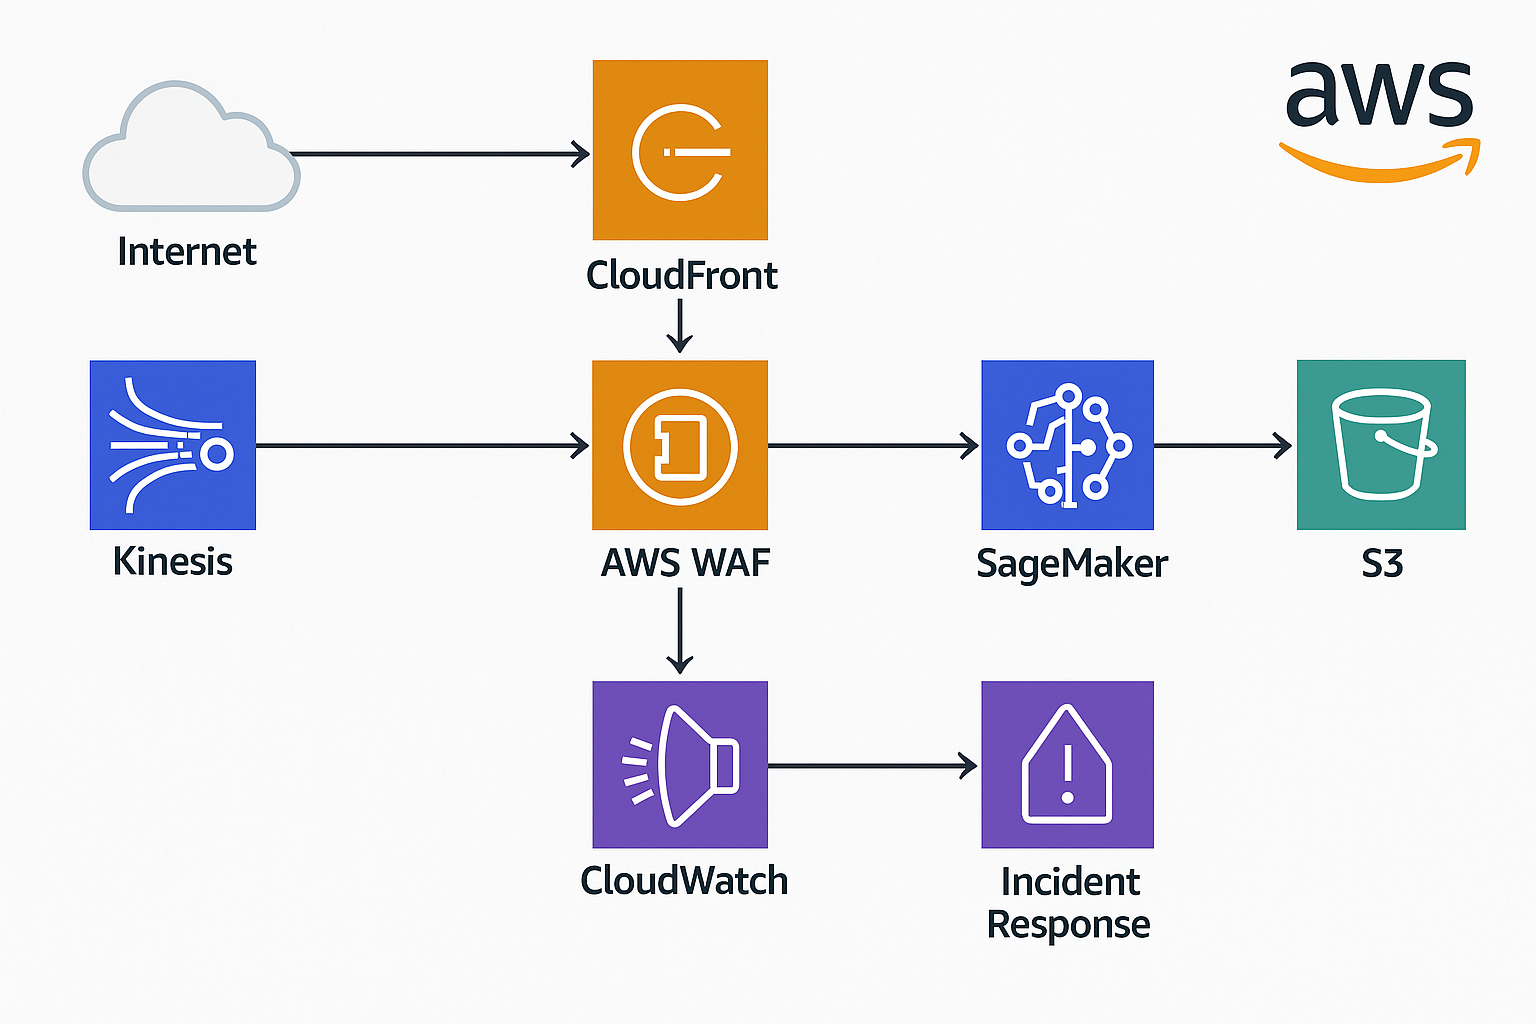 aws
Internet
CloudFront
Kinesis
AWS WAF
SageMaker
S3
CloudWatch
Incident
Response